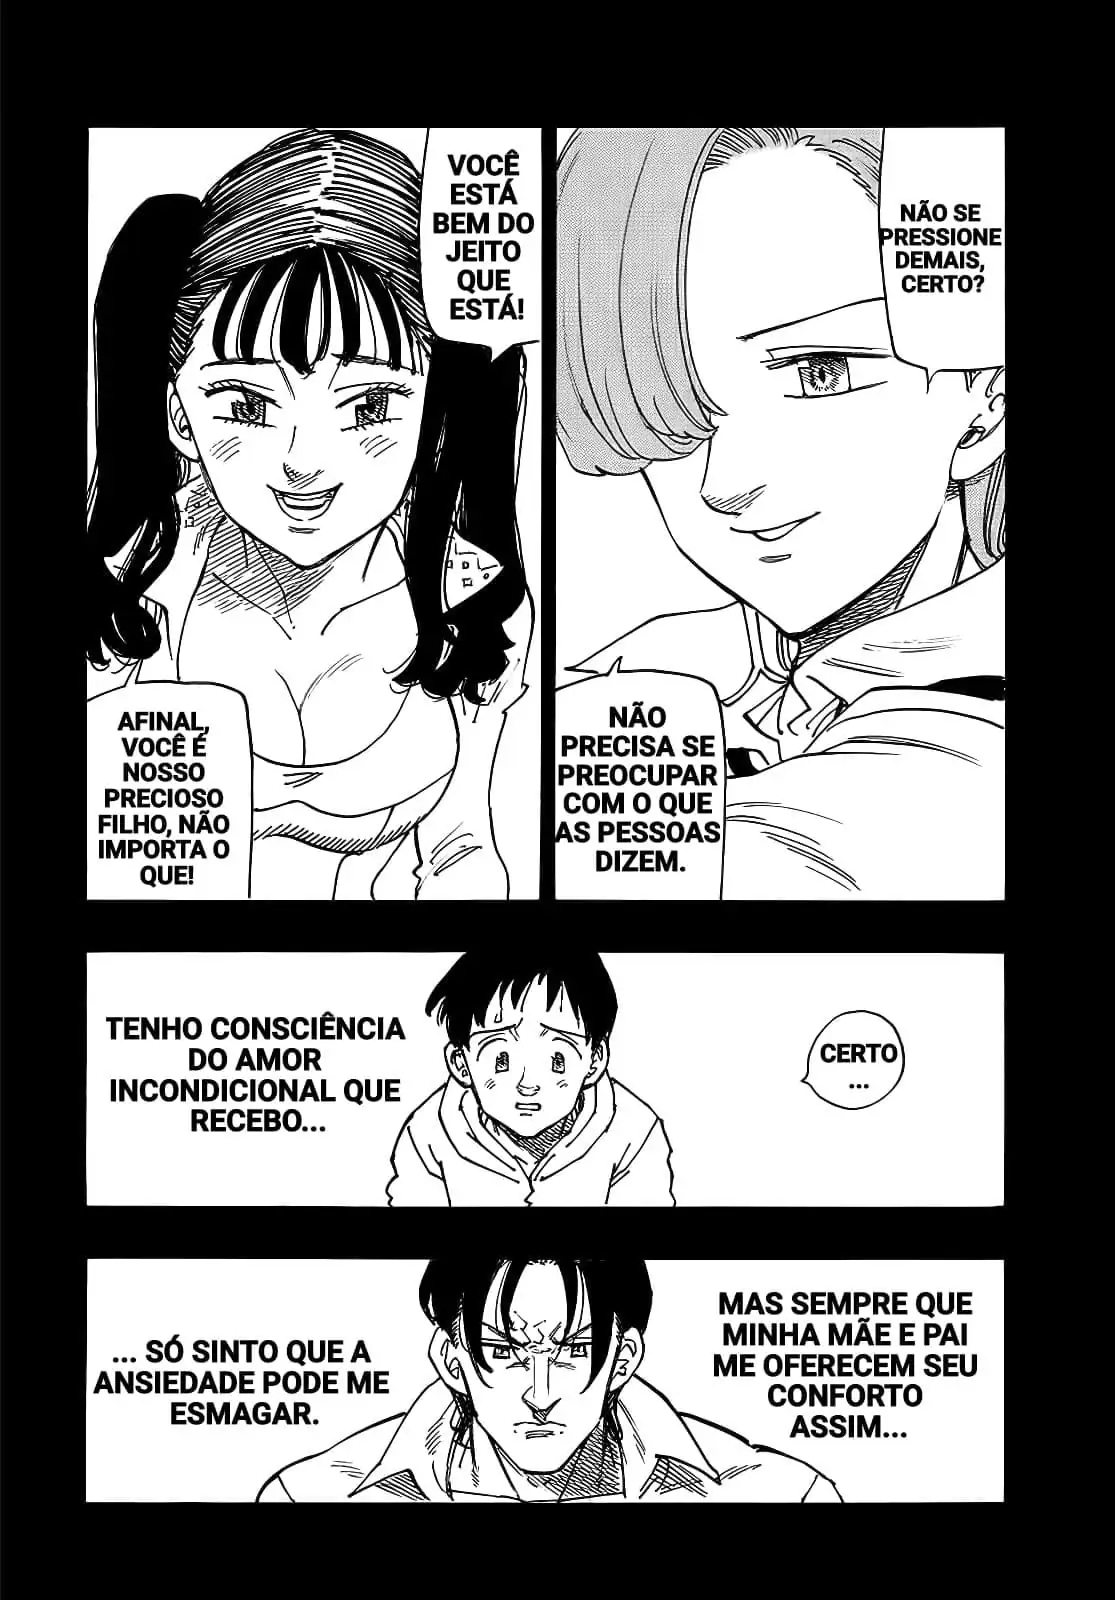 NÃO SE
PRESSIONE
DEMAIS,
CERTO?
NÃO
PRECISA SE
PREOCUPAR
COM O QUE
AS PESSOAS
DIZEM.
VOCÊ
ESTÁ
BEM DO
JEITO
QUE
ESTÁ!
AFINAL,
VOCÊ É
NOSSO
PRECIOSO
FILHO, NÃO
IMPORTA O
QUE!
CERTO
...
TENHO CONSCIÊNCIA
DO AMOR
INCONDICIONAL QUE
RECEBO...
MAS SEMPRE QUE
MINHA MÃE E PAI
ME OFERECEM SEU
CONFORTO
ASSIM...
... SÓ SINTO QUE A
ANSIEDADE PODE ME
ESMAGAR.